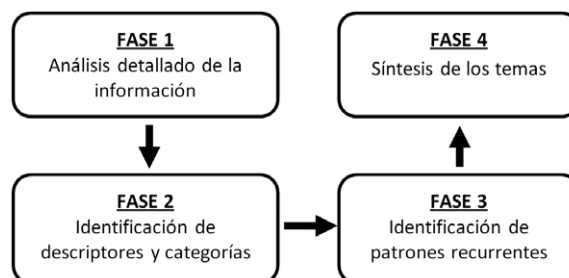 FASE 1
Análisis detallado de la
información
FASE 2
Identificación de
descriptores y categorías
FASE 3
Identificación de
patrones recurrentes
FASE 4
Síntesis de los temas